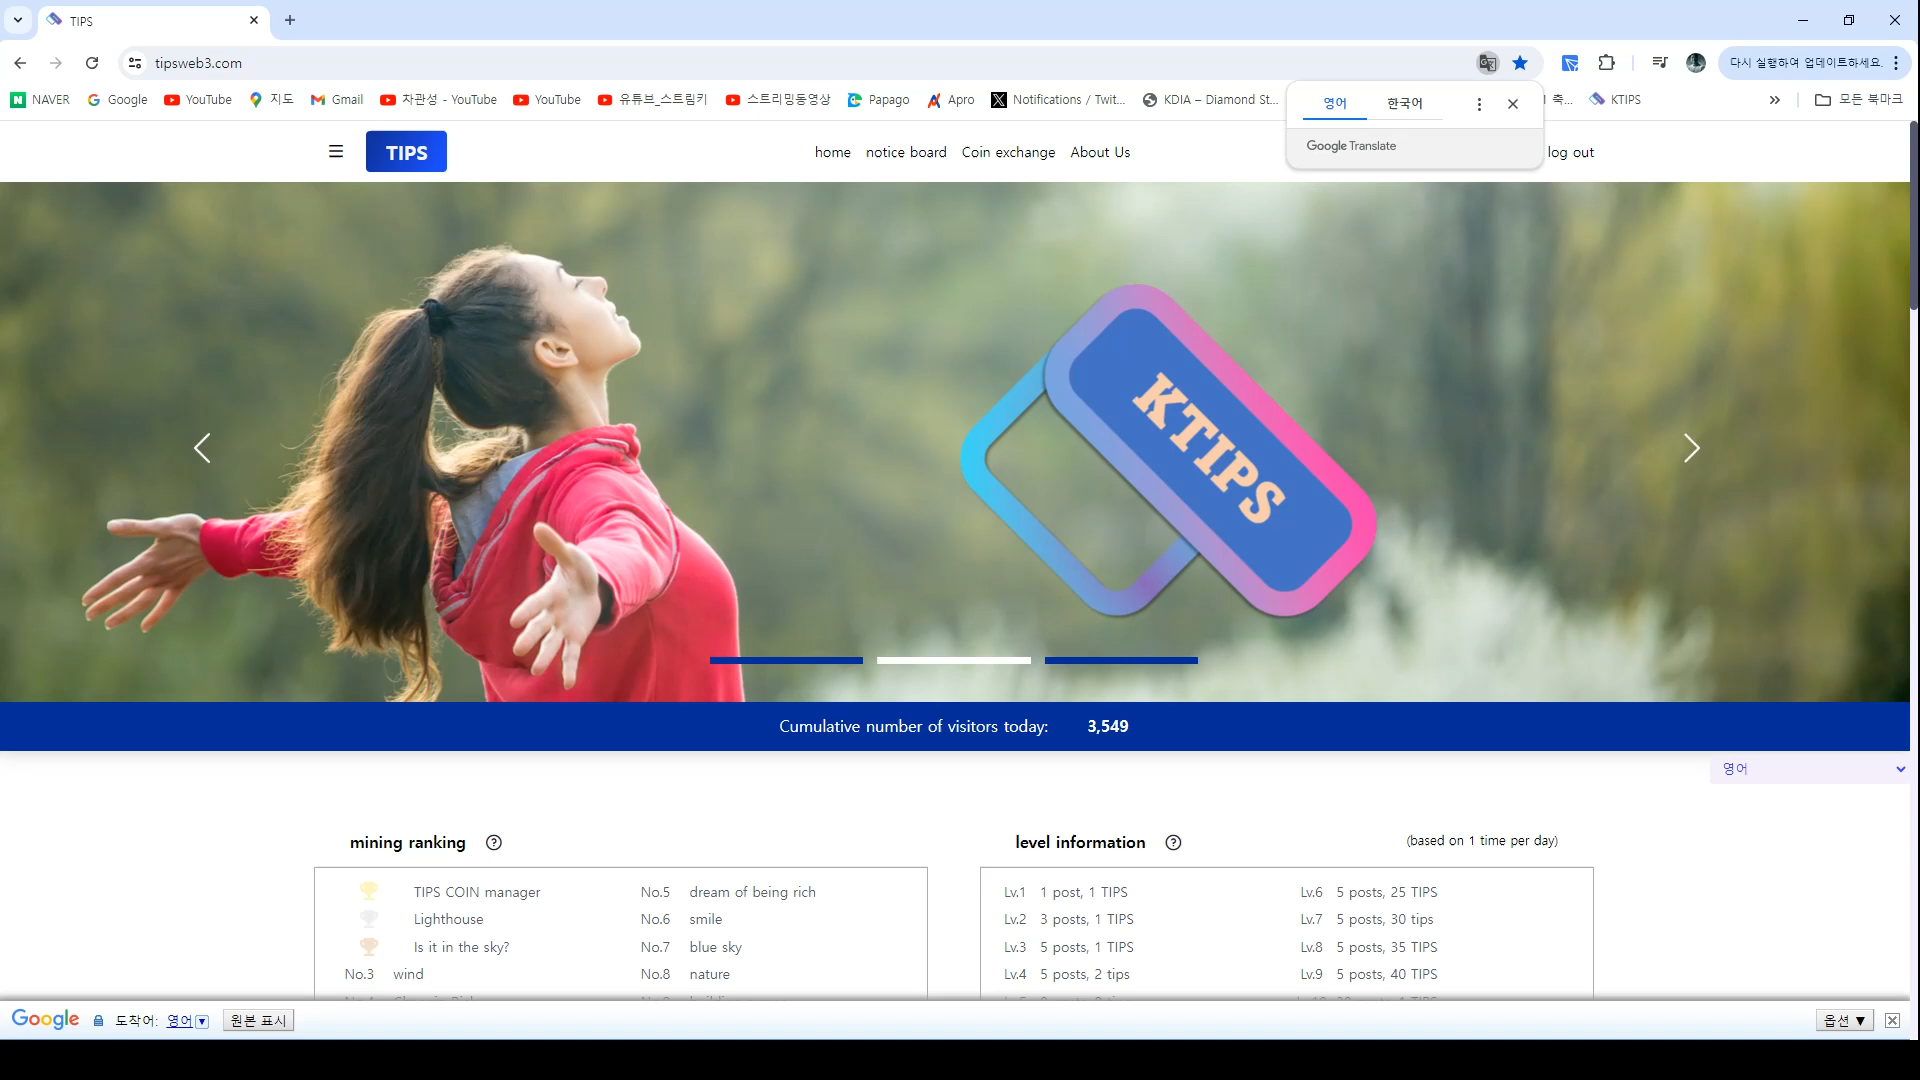 TIPS
tipsweb3.com
다시 실행하여 업데이트하세요.
NAVER
Google
YouTube
지도
Gmail
차관성 - YouTube
YouTube
유튜브_스트림키
스트리밍동영상
Papago
Apro
Notifications / Twit...
KDIA – Diamond St...
축...
KTIPS
모든 북마크
영어 한국어
Google Translate
TIPS
home notice board Coin exchange About Us
log out
KTIPS
Cumulative number of visitors today: 3,549
영어
mining ranking
TIPS COIN manager
Lighthouse
Is it in the sky?
No.3 wind
No.5 dream of being rich
No.6 smile
No.7 blue sky
No.8 nature
level information
(based on 1 time per day)
Lv.1 1 post, 1 TIPS
Lv.2 3 posts, 1 TIPS
Lv.3 5 posts, 1 TIPS
Lv.4 5 posts, 2 tips
Lv.6 5 posts, 25 TIPS
Lv.7 5 posts, 30 tips
Lv.8 5 posts, 35 TIPS
Lv.9 5 posts, 40 TIPS
Google 도착어: 영어 원본 표시
옵션 ▼